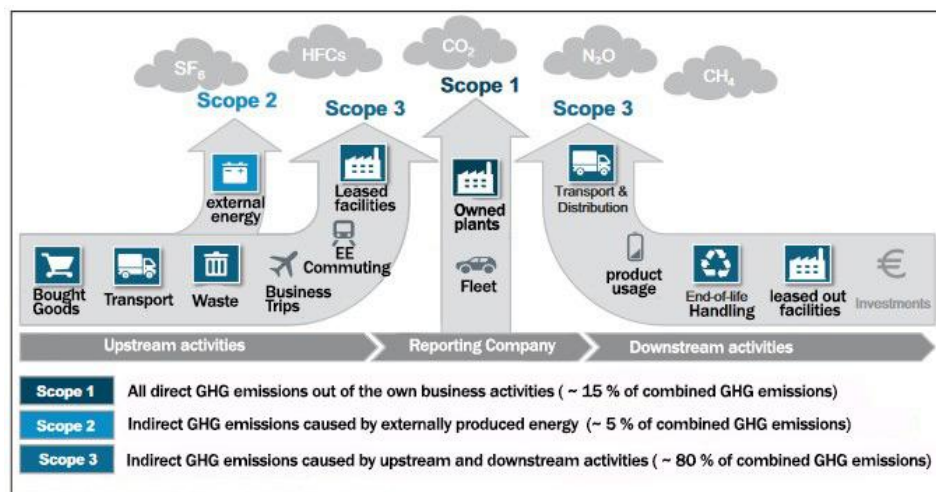 SF₆
HFCs
CO₂
N₂O
CH₄
Scope 2
Scope 3
Scope 1
Scope 3
external
energy
Leased
facilities
Owned
plants
Transport &
Distribution
Bought
Goods
Transport
Waste
Business
Trips
EE
Commuting
Fleet
product
usage
End-of-life
Handling
leased out
facilities
€
Investments
Upstream activities
Reporting Company
Downstream activities
Scope 1 All direct GHG emissions out of the own business activities ( ~ 15 % of combined GHG emissions)
Scope 2 Indirect GHG emissions caused by externally produced energy (~ 5 % of combined GHG emissions)
Scope 3 Indirect GHG emissions caused by upstream and downstream activities ( ~ 80 % of combined GHG emissions)